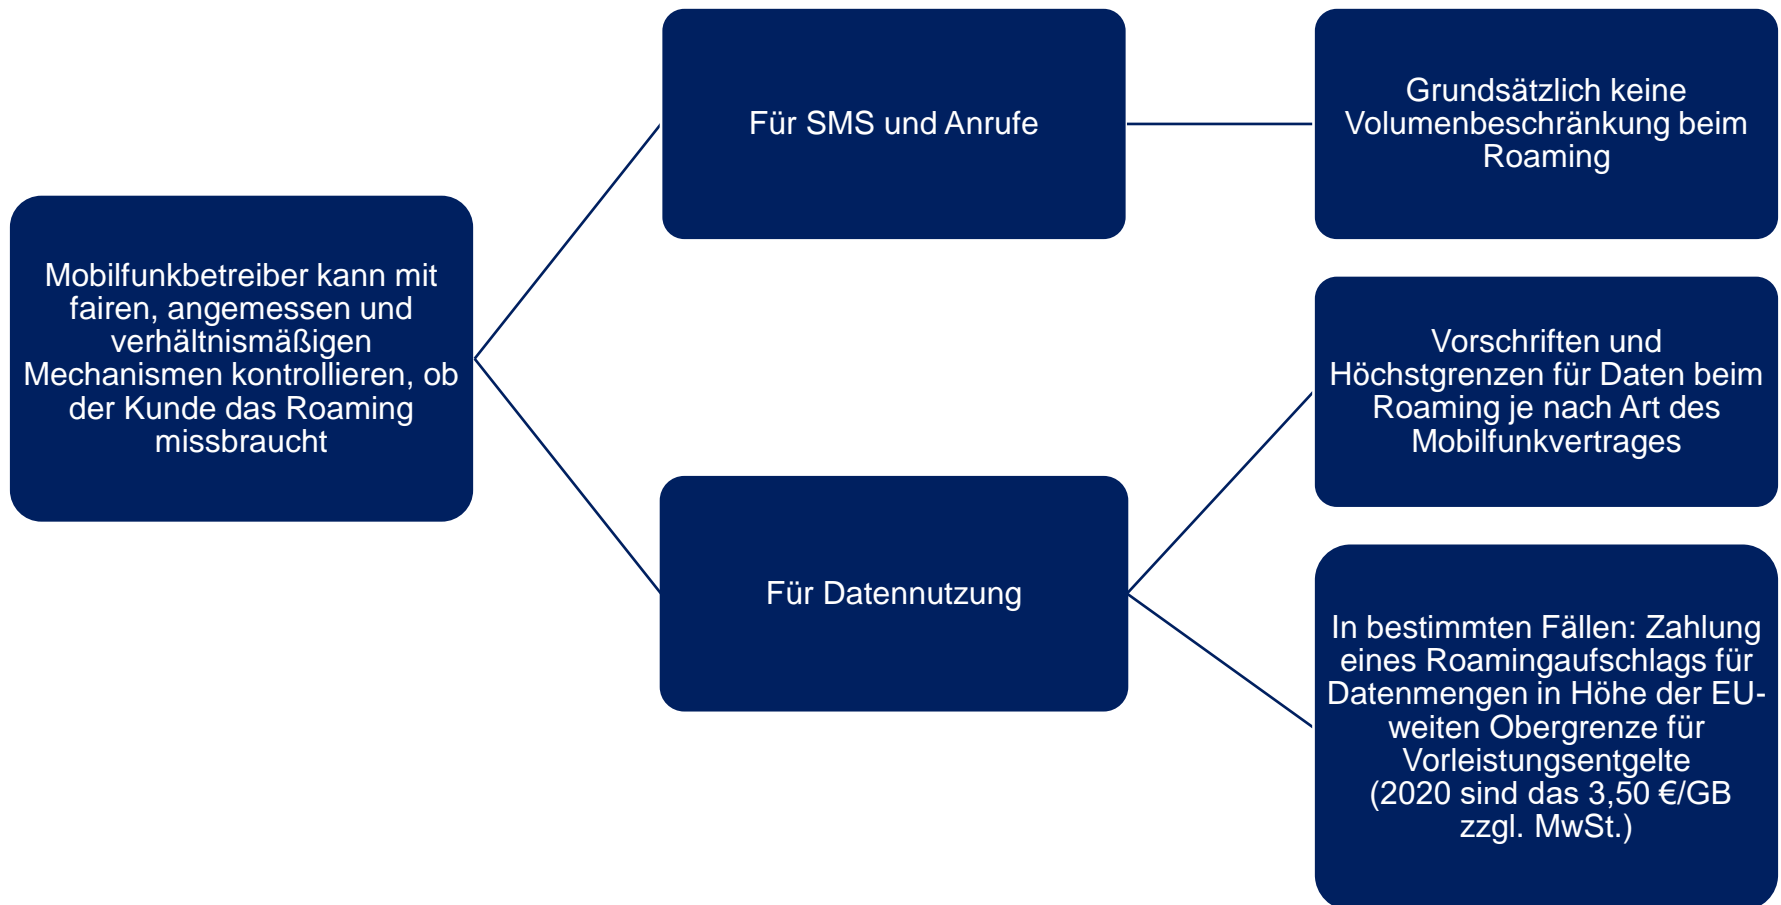 Mobilfunkbetreiber kann mit
fairen, angemessen und
verhältnismäßigen
Mechanismen kontrollieren, ob
der Kunde das Roaming
missbraucht
Für SMS und Anrufe
Grundsätzlich keine
Volumenbeschränkung beim
Roaming
Für Datennutzung
Vorschriften und
Höchstgrenzen für Daten beim
Roaming je nach Art des
Mobilfunkvertrages
In bestimmten Fällen: Zahlung
eines Roamingaufschlags für
Datenmengen in Höhe der EU-
weiten Obergrenze für
Vorleistungsentgelte
(2020 sind das 3,50 €/GB
zzgl. MwSt.)